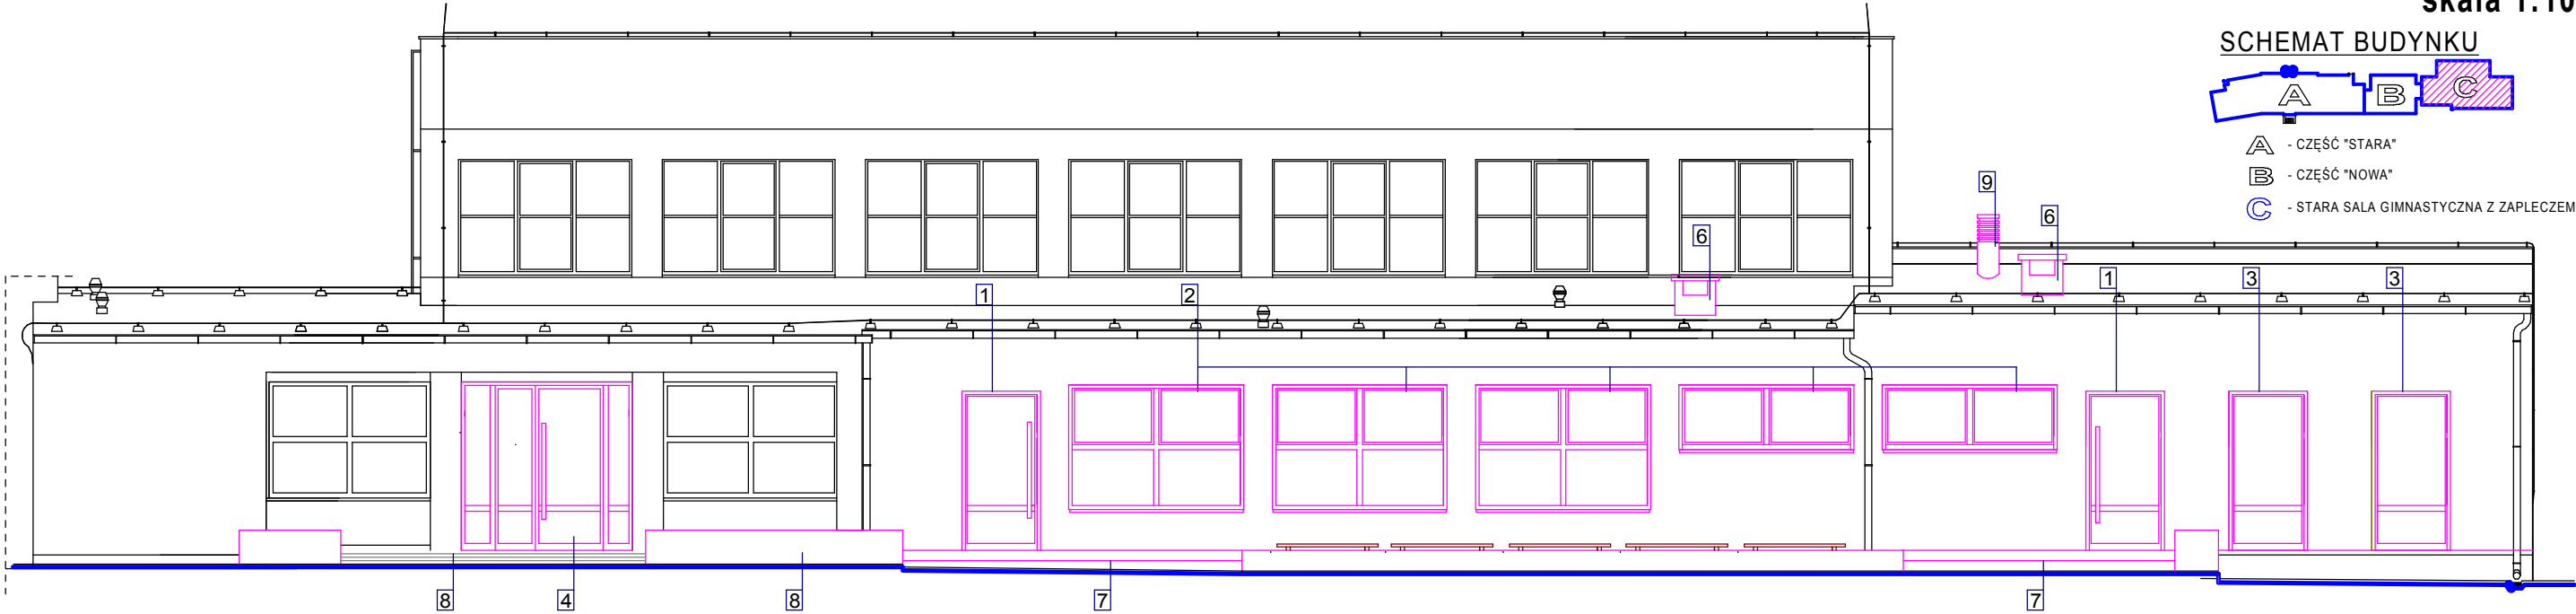 skala 1:10
SCHEMAT BUDYNKU
A B C
A - CZĘŚĆ "STARA"
B - CZĘŚĆ "NOWA"
C - STARA SALA GIMNASTYCZNA Z ZAPLECZEM
9
6 6
1 2 1 3 3
8 4 8 7 7